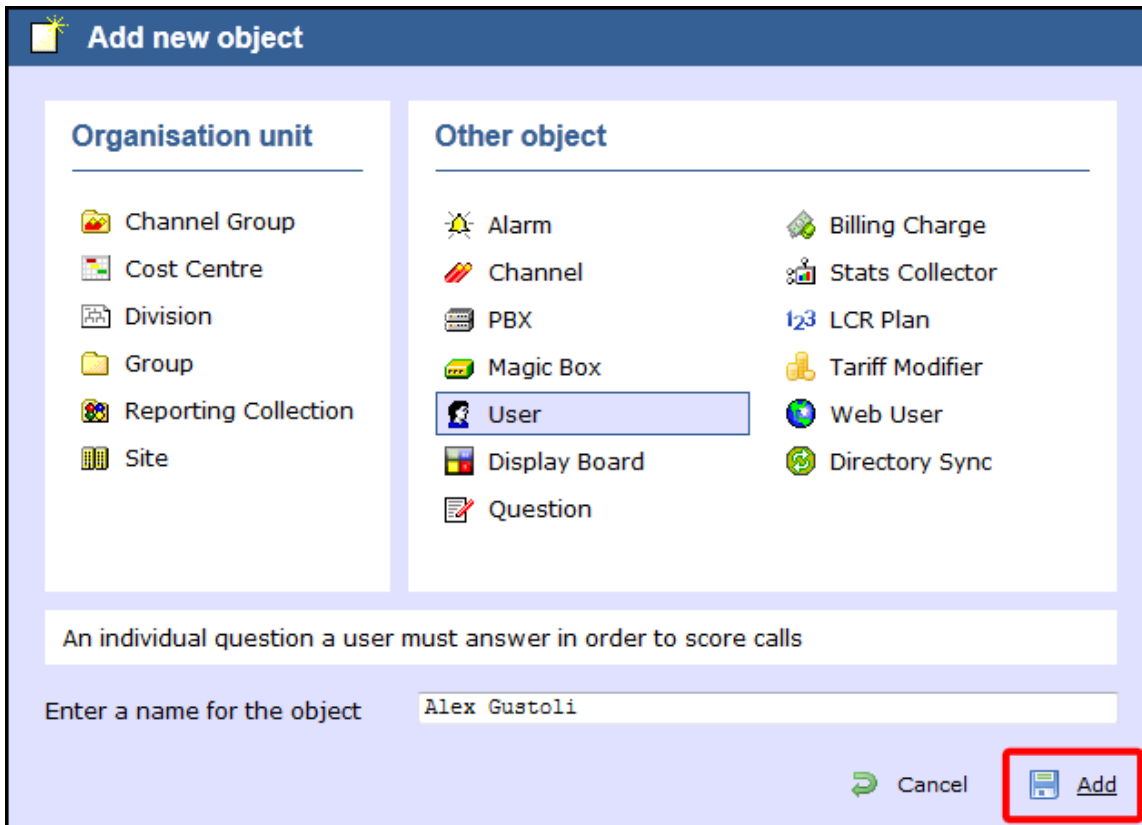 Add new object
Organisation unit
Channel Group
Cost Centre
Division
Group
Reporting Collection
Site
Other object
Alarm
Channel
PBX
Magic Box
User
Display Board
Question
Billing Charge
Stats Collector
123 LCR Plan
Tariff Modifier
Web User
Directory Sync
An individual question a user must answer in order to score calls
Enter a name for the object Alex Gustoli
Cancel Add